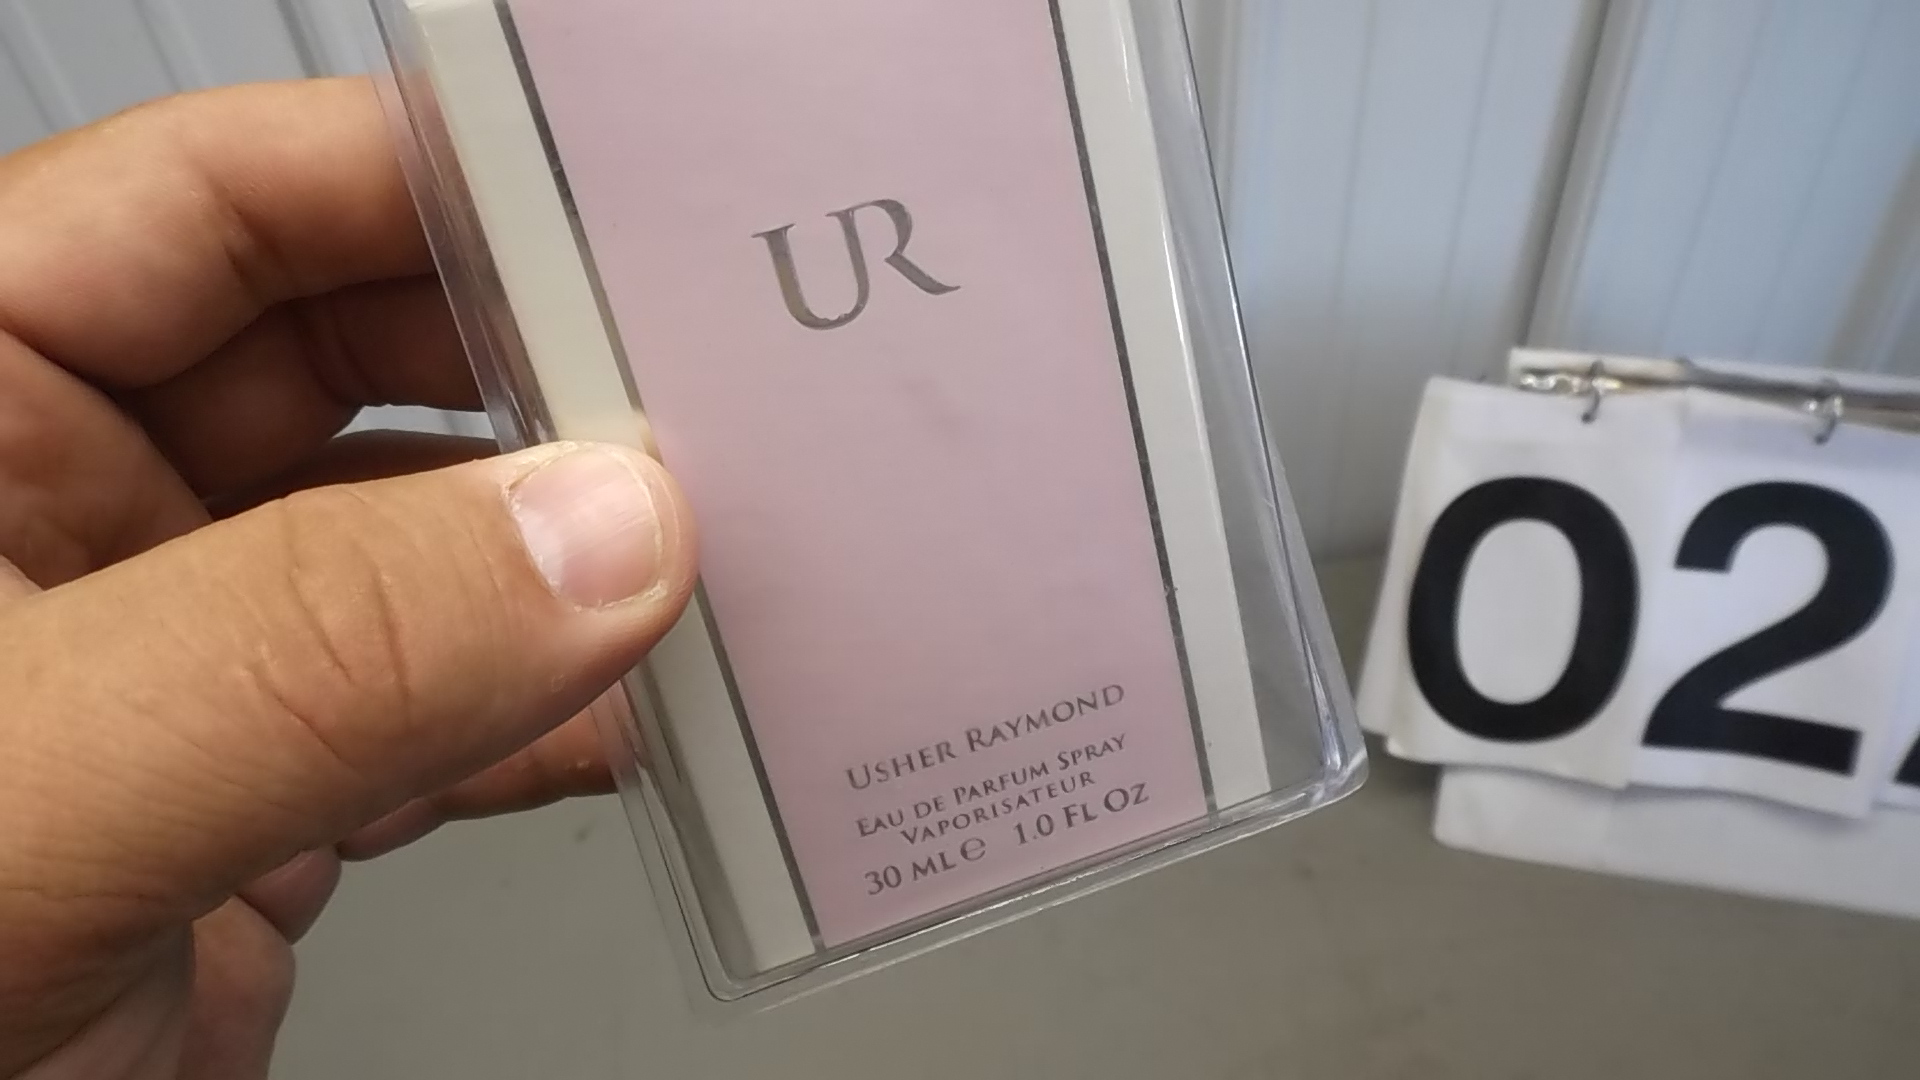 UR
USHER RAYMOND
EAU DE PARFUM SPRAY
VAPORISATEUR
30 ML e 1.0 FL OZ
02